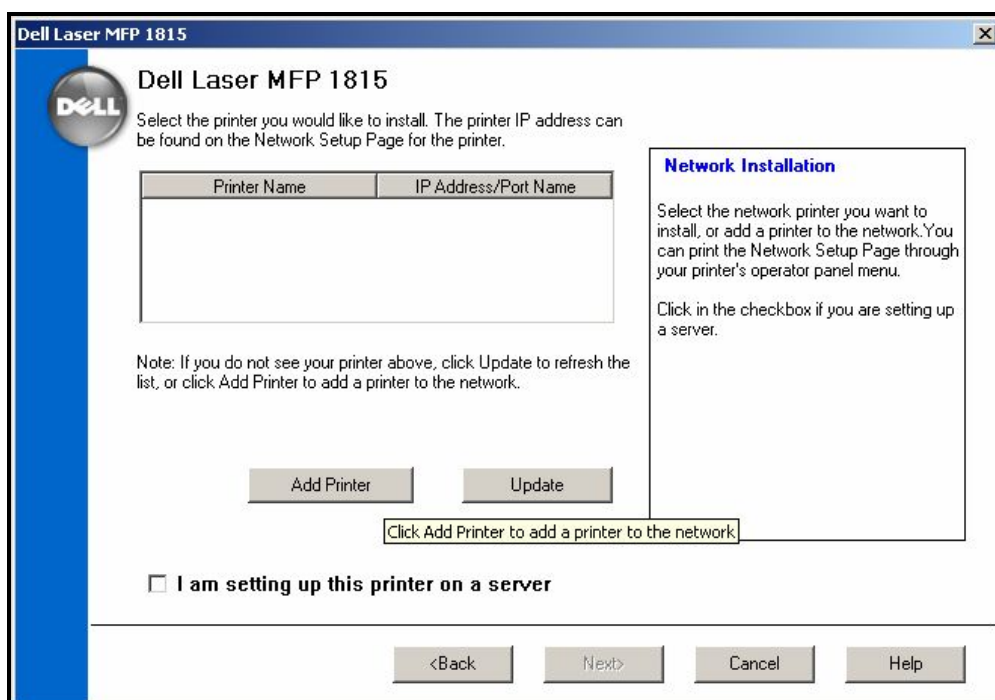 Dell Laser MFP 1815
DELL
Dell Laser MFP 1815
Select the printer you would like to install. The printer IP address can
be found on the Network Setup Page for the printer.
Printer Name
IP Address/Port Name
Note: If you do not see your printer above, click Update to refresh the
list, or click Add Printer to add a printer to the network.
Network Installation
Select the network printer you want to
install, or add a printer to the network.You
can print the Network Setup Page through
your printer's operator panel menu.
Click in the checkbox if you are setting up
a server.
Add Printer
Update
Click Add Printer to add a printer to the network
I am setting up this printer on a server
<Back
Next>
Cancel
Help